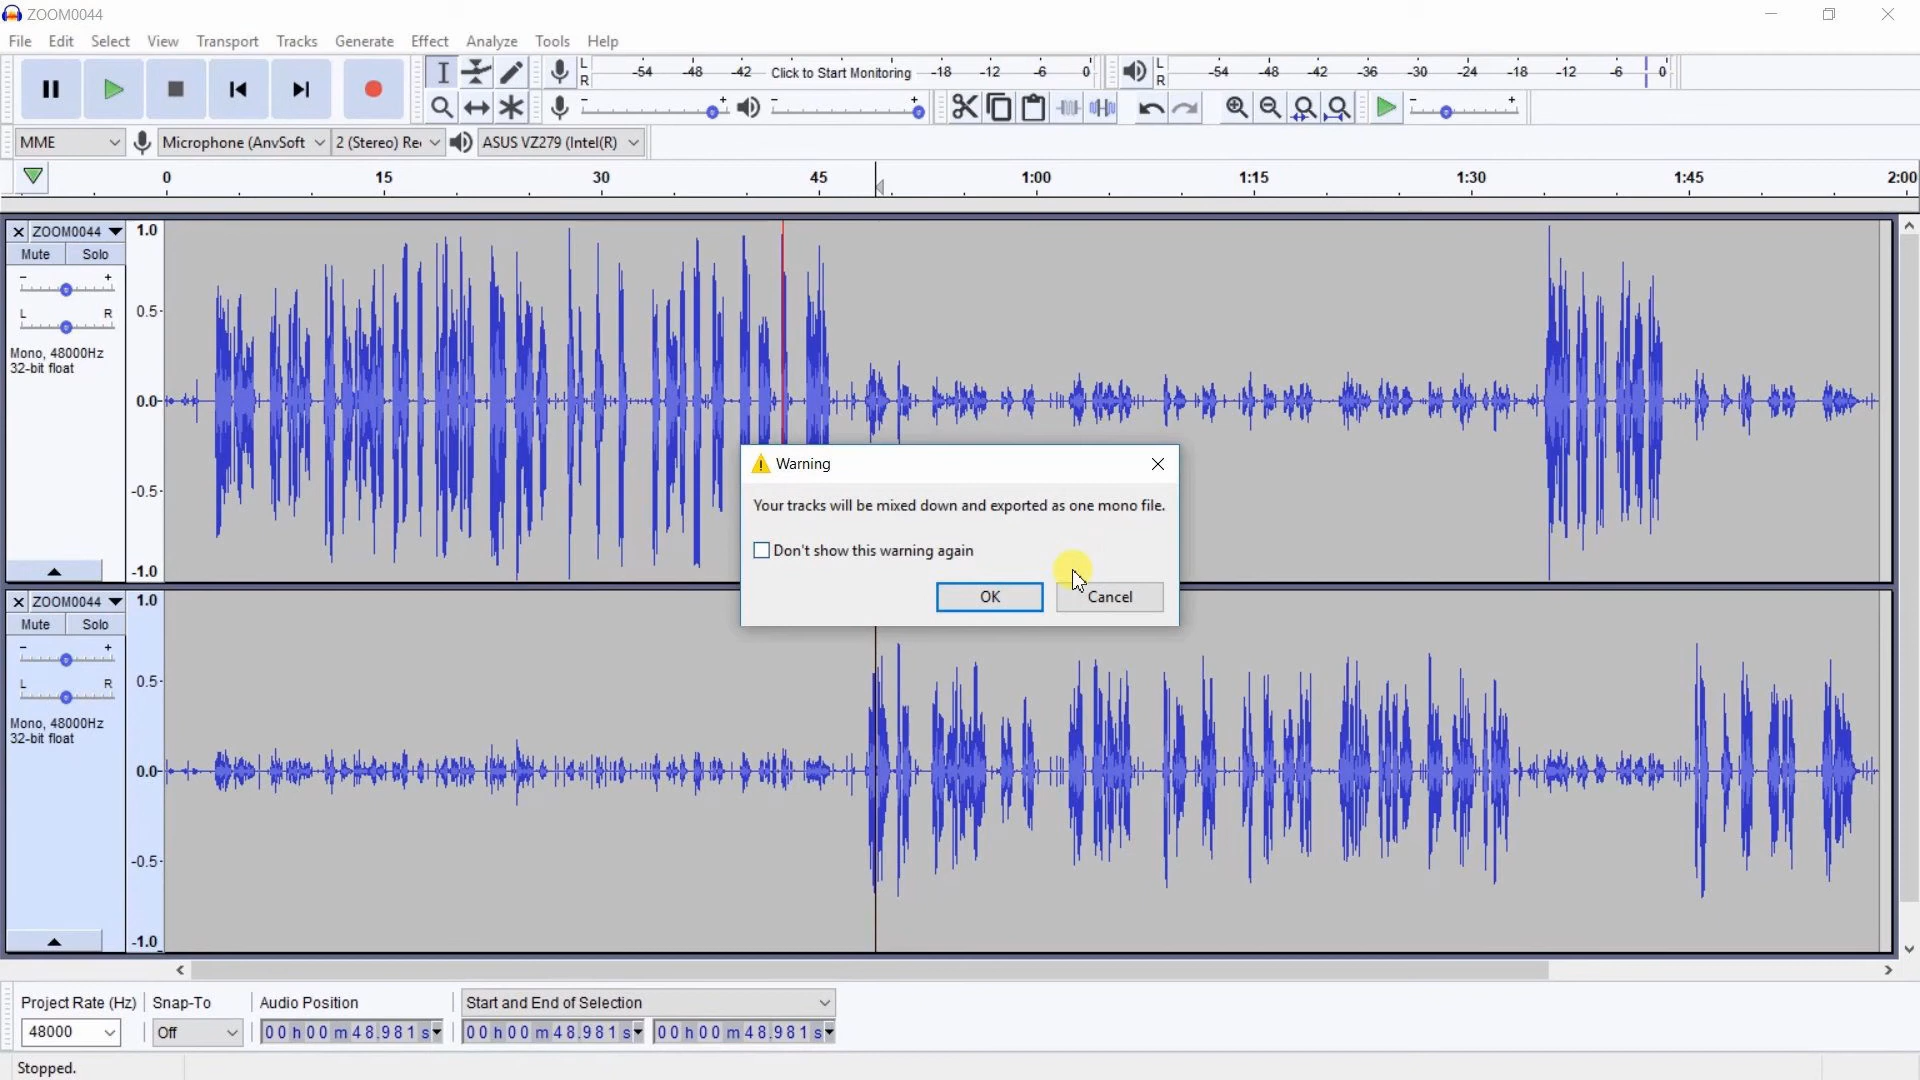 ZOOM0044
File Edit Select View Transport Tracks Generate Effect Analyze Tools Help
L R -54 -48 -42 Click to Start Monitoring -18 -12 -6 0 L R -54 -48 -42 -36 -30 -24 -18 -12 -6 0
- + - + - +
MME Microphone (AnvSoft 2 (Stereo) Re ASUS VZ279 (Intel(R)
0 15 30 45 1:00 1:15 1:30 1:45 2:00
ZOOM0044 1.0
Mute Solo
- +
L R 0.5
Mono, 48000Hz
32-bit float
0.0
-0.5
-1.0
Warning
Your tracks will be mixed down and exported as one mono file.
Don't show this warning again
OK Cancel
ZOOM0044 1.0
Mute Solo
- +
L R 0.5
Mono, 48000Hz
32-bit float
0.0
-0.5
-1.0
Project Rate (Hz) Snap-To Audio Position Start and End of Selection
48000 Off 00 h 00 m 48.981 s 00 h 00 m 48.981 s 00 h 00 m 48.981 s
Stopped.